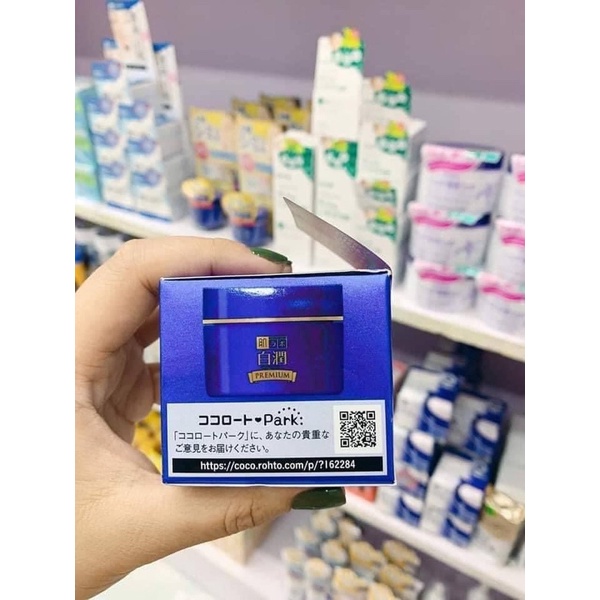 肌ラボ
白潤
PREMIUM
ココロート♥Park:
「ココロートパーク」に、あなたの貴重な
ご意見をお届けください。
https://coco.rohto.com/p/?162284